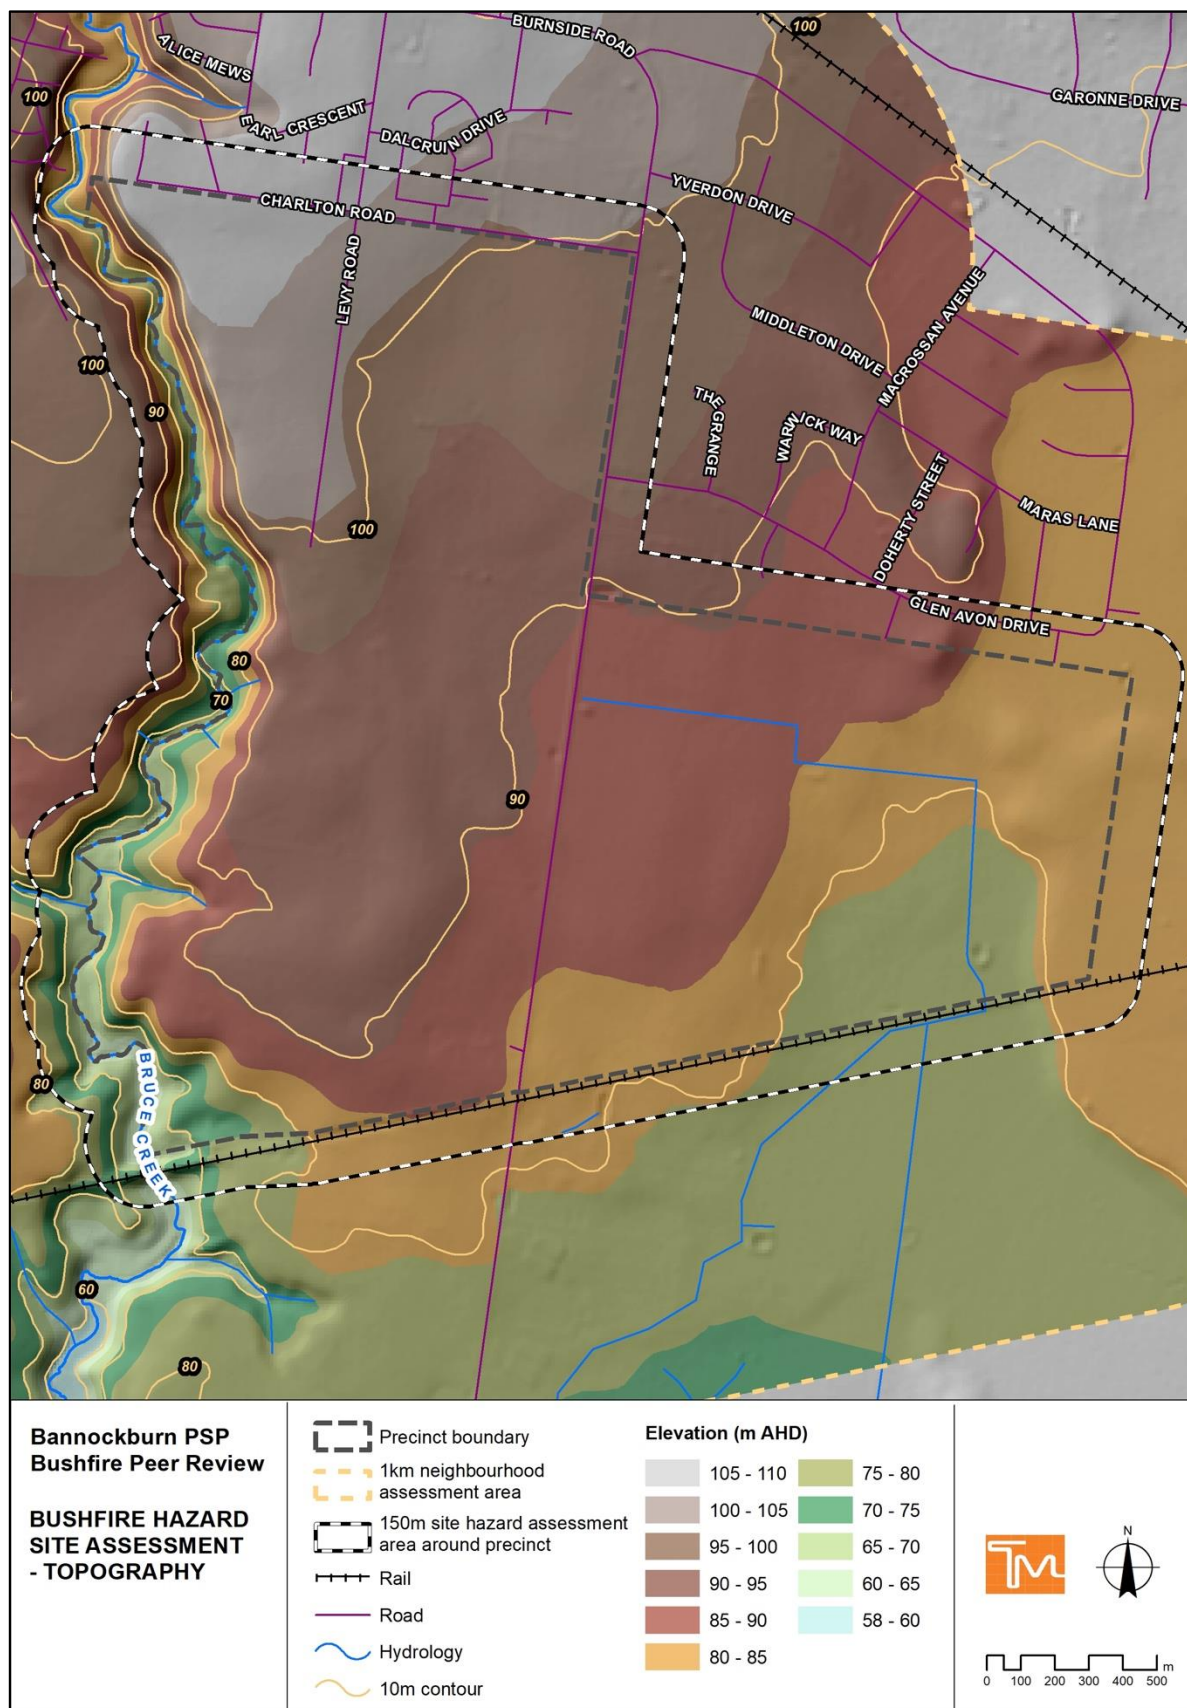 BURNSIDE ROAD
100
ALICE MEWS
100
GARONNE DRIVE
EARL CRESCENT
DALCRUIN DRIVE
YVERDON DRIVE
CHARLTON ROAD
LEVY ROAD
MACROSSAN AVENUE
MIDDLETON DRIVE
100
90
THE GRANGE
WARWICK WAY
DOHERTY STREET
MARAS LANE
100
GLEN AVON DRIVE
80
70
90
80
BRUCE CREEK
60
80
Bannockburn PSP
Bushfire Peer Review
BUSHFIRE HAZARD
SITE ASSESSMENT
- TOPOGRAPHY
Precinct boundary
1km neighbourhood
assessment area
150m site hazard assessment
area around precinct
Rail
Road
Hydrology
10m contour
Elevation (m AHD)
105 - 110
100 - 105
95 - 100
90 - 95
85 - 90
80 - 85
75 - 80
70 - 75
65 - 70
60 - 65
58 - 60
TM
N
m
0 100 200 300 400 500